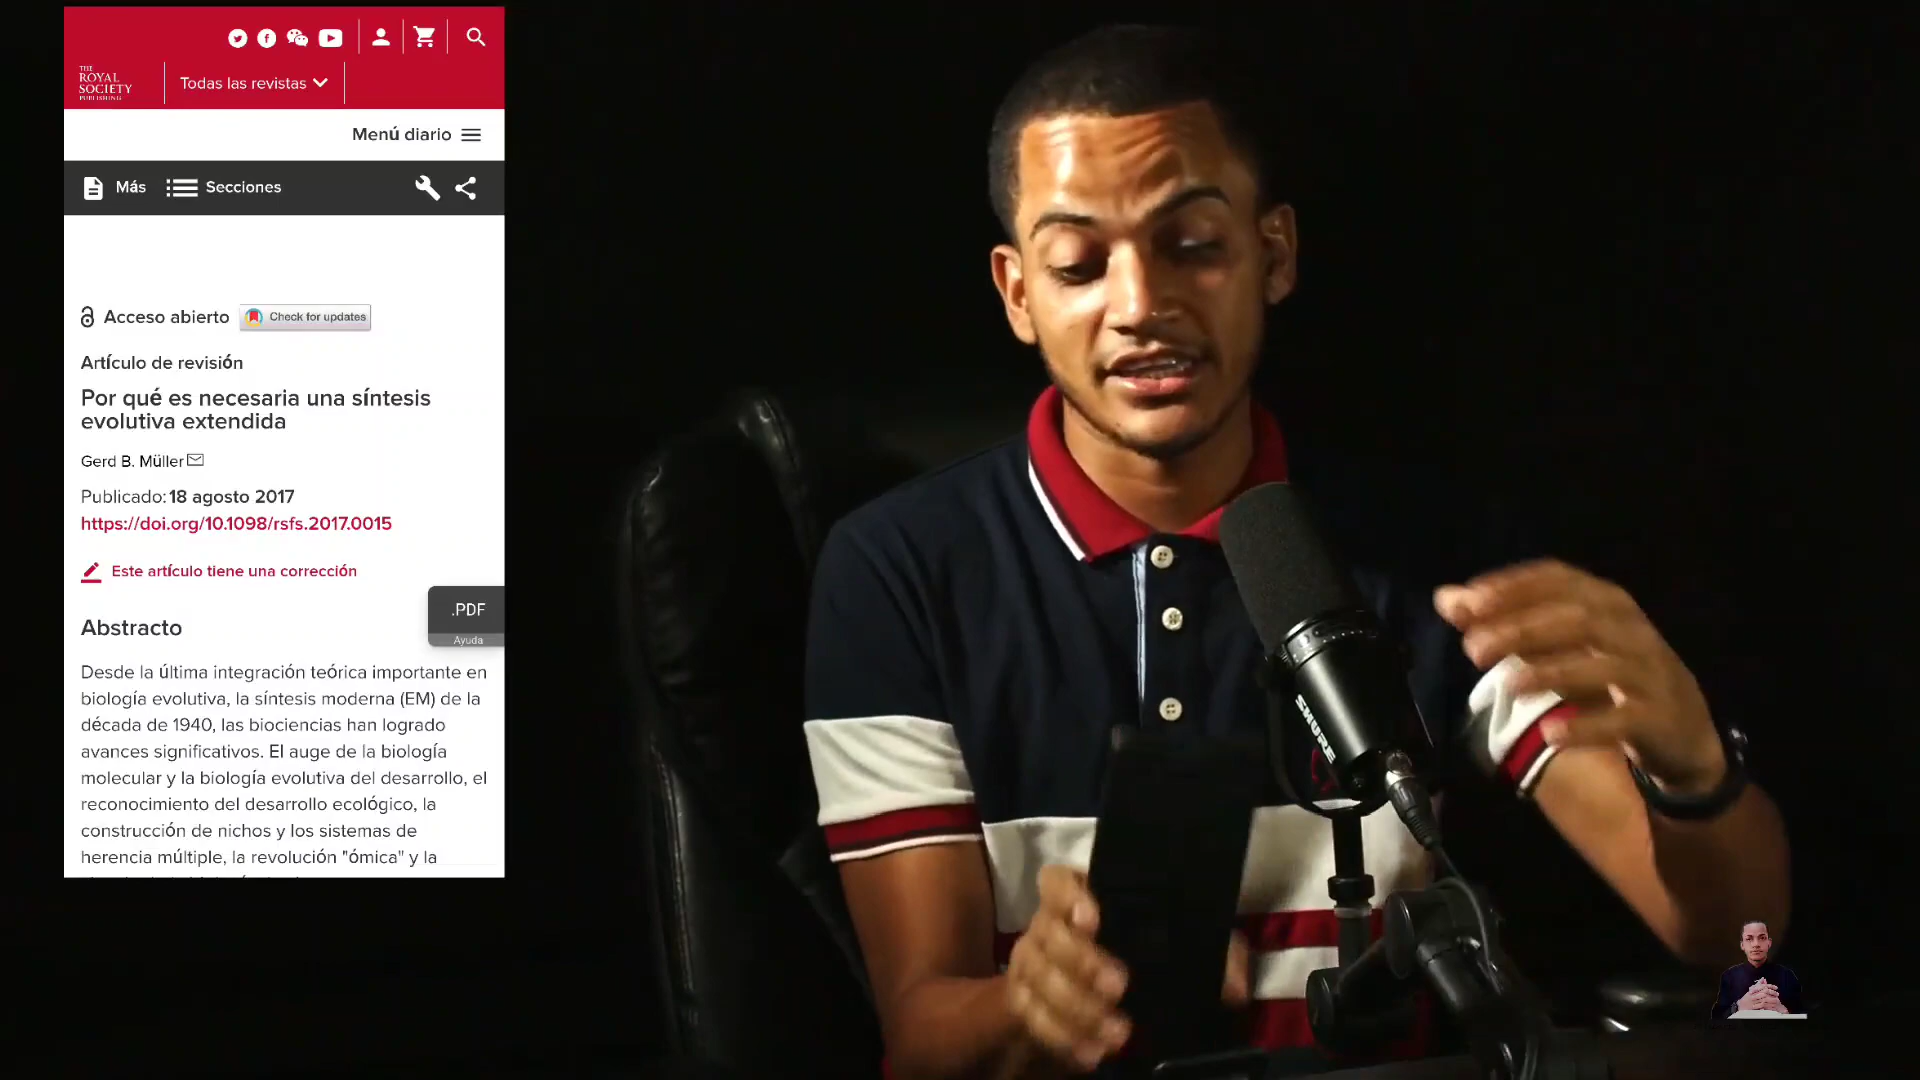 THE
ROYAL
SOCIETY
PUBLISHING
Todas las revistas
Menú diario
Más
Secciones
Acceso abierto
Check for updates
Artículo de revisión
Por qué es necesaria una síntesis
evolutiva extendida
Gerd B. Müller
Publicado: 18 agosto 2017
https://doi.org/10.1098/rsfs.2017.0015
Este artículo tiene una corrección
.PDF
Ayuda
Abstracto
Desde la última integración teórica importante en
biología evolutiva, la síntesis moderna (EM) de la
década de 1940, las biociencias han logrado
avances significativos. El auge de la biología
molecular y la biología evolutiva del desarrollo, el
reconocimiento del desarrollo ecológico, la
construcción de nichos y los sistemas de
herencia múltiple, la revolución "ómica" y la
SHURE